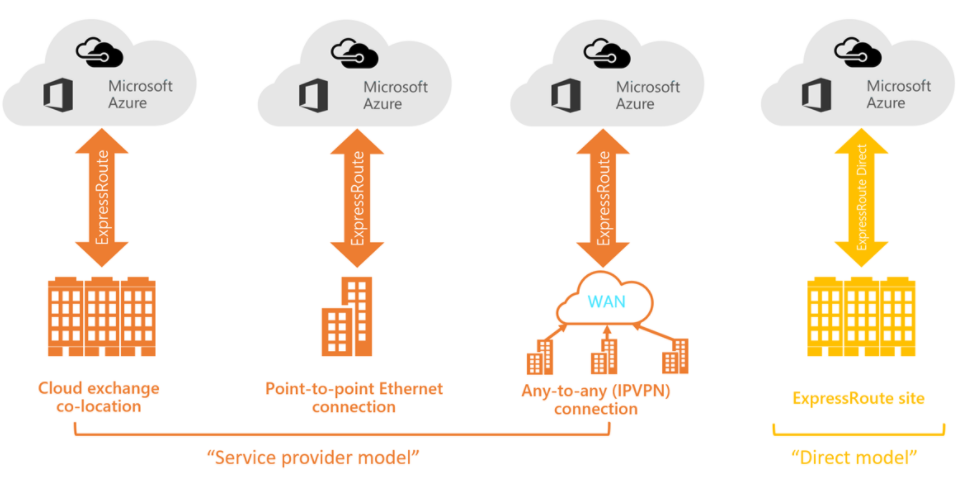 Microsoft
Azure
Microsoft
Azure
Microsoft
Azure
Microsoft
Azure
ExpressRoute
ExpressRoute
ExpressRoute
ExpressRoute Direct
WAN
Cloud exchange
co-location
Point-to-point Ethernet
connection
Any-to-any (IPVPN)
connection
ExpressRoute site
“Service provider model”
“Direct model”